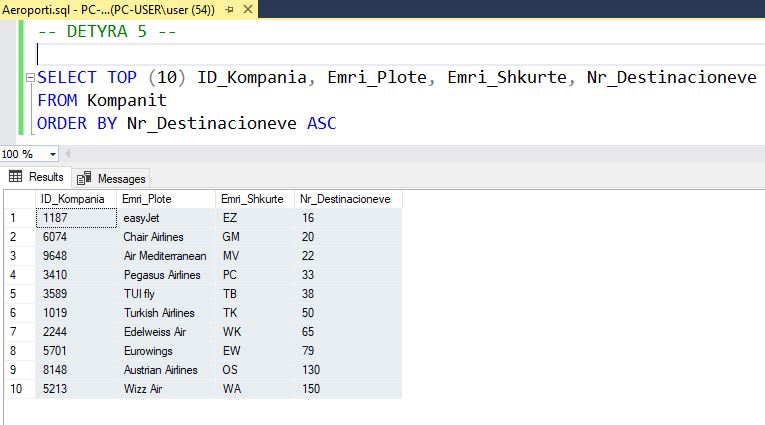 Aeroporti.sql - PC-...(PC-USER\user (54))
-- DETYRA 5 --
SELECT TOP (10) ID_Kompania, Emri_Plote, Emri_Shkurte, Nr_Destinacioneve
FROM Kompanit
ORDER BY Nr_Destinacioneve ASC
100 %
Results Messages
ID_Kompania Emri_Plote Emri_Shkurte Nr_Destinacioneve
1 1187 easyJet EZ 16
2 6074 Chair Airlines GM 20
3 9648 Air Mediterranean MV 22
4 3410 Pegasus Airlines PC 33
5 3589 TUI fly TB 38
6 1019 Turkish Airlines TK 50
7 2244 Edelweiss Air WK 65
8 5701 Eurowings EW 79
9 8148 Austrian Airlines OS 130
10 5213 Wizz Air WA 150